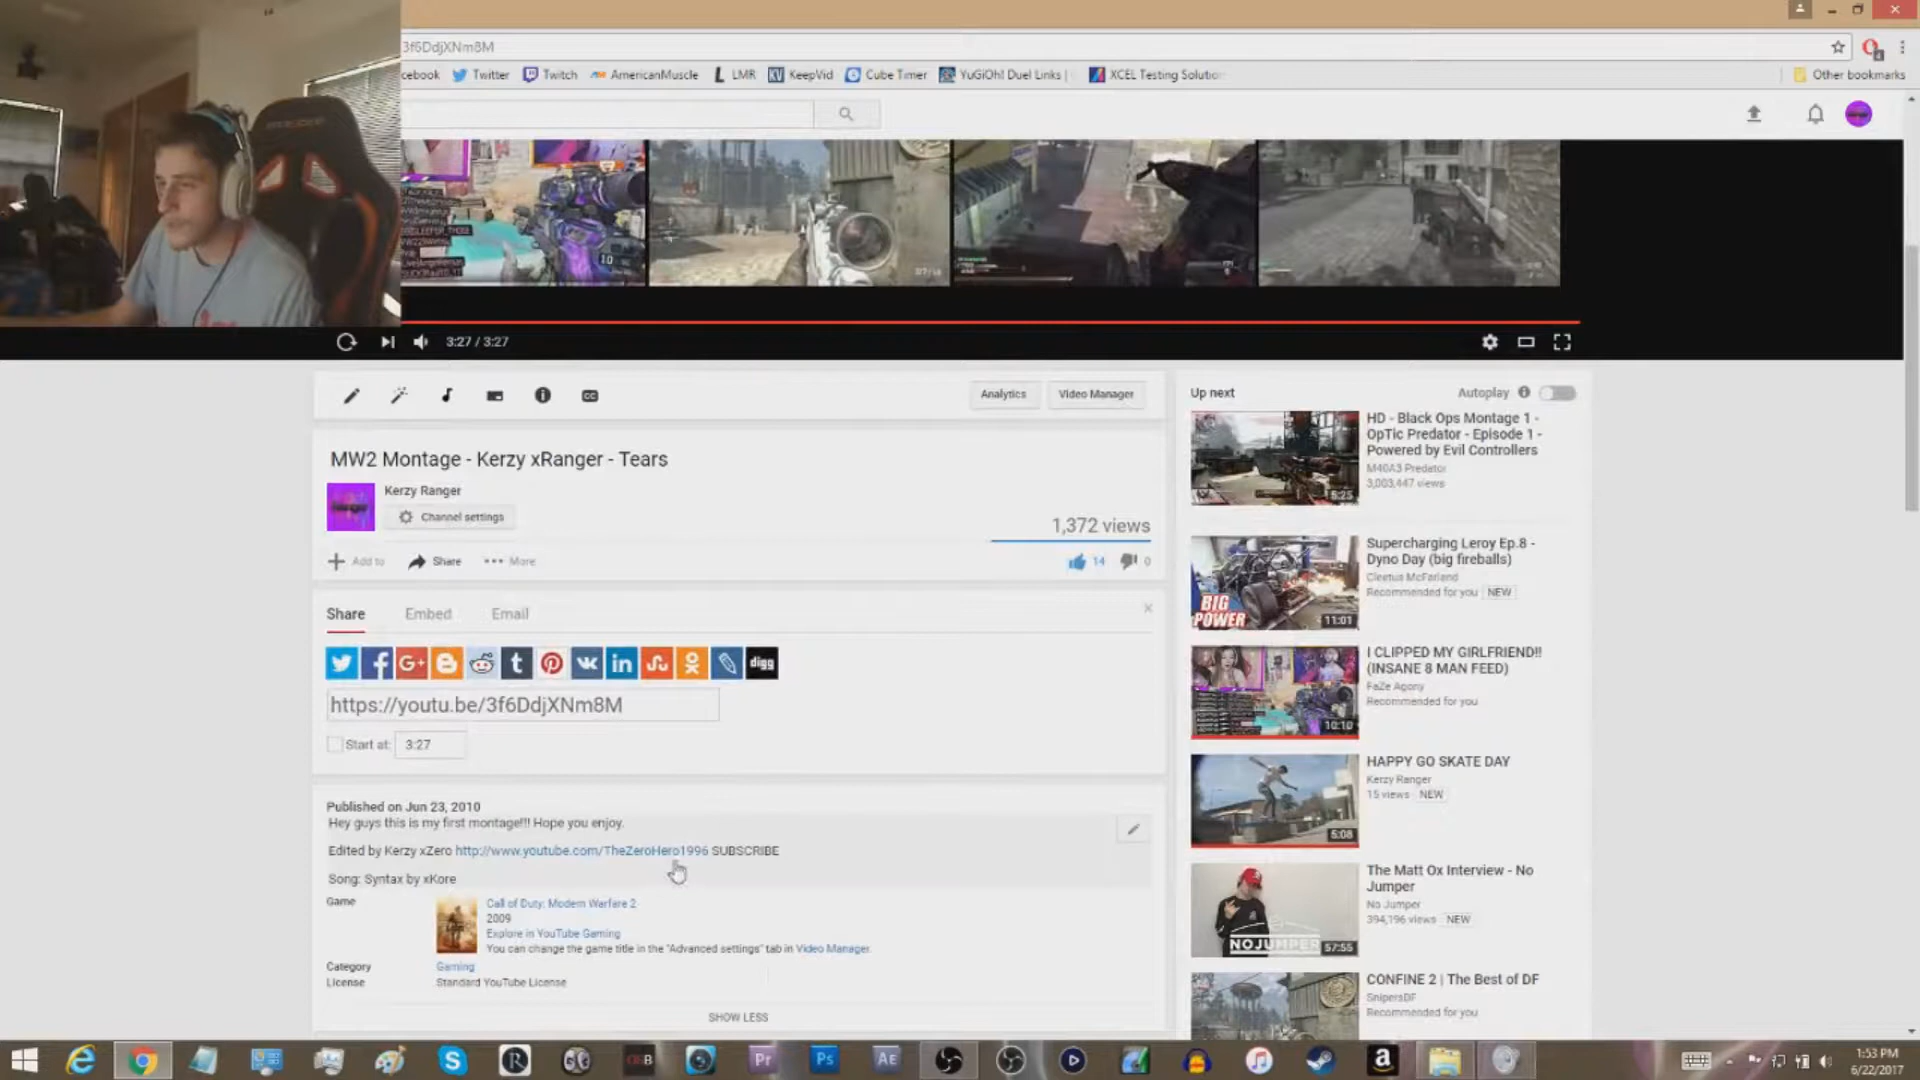 3f6DdjXNm8M
cebook Twitter Twitch AmericanMuscle LMR KeepVid Cube Timer YuGiOh! Duel Links | XCEL Testing Solution Other bookmarks
3:27 / 3:27
Analytics Video Manager
MW2 Montage - Kerzy xRanger - Tears
Kerzy Ranger
Channel settings
1,372 views
Add to Share More
14 0
Share Embed Email
digg
https://youtu.be/3f6DdjXNm8M
Start at: 3:27
Published on Jun 23, 2010
Hey guys this is my first montage!!! Hope you enjoy.
Edited by Kerzy xZero http://www.youtube.com/TheZeroHero1996 SUBSCRIBE
Song: Syntax by xKore
Game
Call of Duty: Modern Warfare 2
2009
Explore in YouTube Gaming
You can change the game title in the "Advanced settings" tab in Video Manager.
Category Gaming
License Standard YouTube License
SHOW LESS
Up next Autoplay
HD - Black Ops Montage 1 -
OpTic Predator - Episode 1 -
Powered by Evil Controllers
M40A3 Predator
3,003,447 views
5:25
Supercharging Leroy Ep.8 -
Dyno Day (big fireballs)
Cleetus McFarland
Recommended for you NEW
BIG
POWER
11:01
I CLIPPED MY GIRLFRIEND!!
(INSANE 8 MAN FEED)
FaZe Agony
Recommended for you
10:10
HAPPY GO SKATE DAY
Kerzy Ranger
15 views NEW
5:08
The Matt Ox Interview - No
Jumper
No Jumper
394,196 views NEW
NOJUMPER
57:55
CONFINE 2 | The Best of DF
SnipersDF
Recommended for you
Pr Ps Ae
1:53 PM
6/22/2017